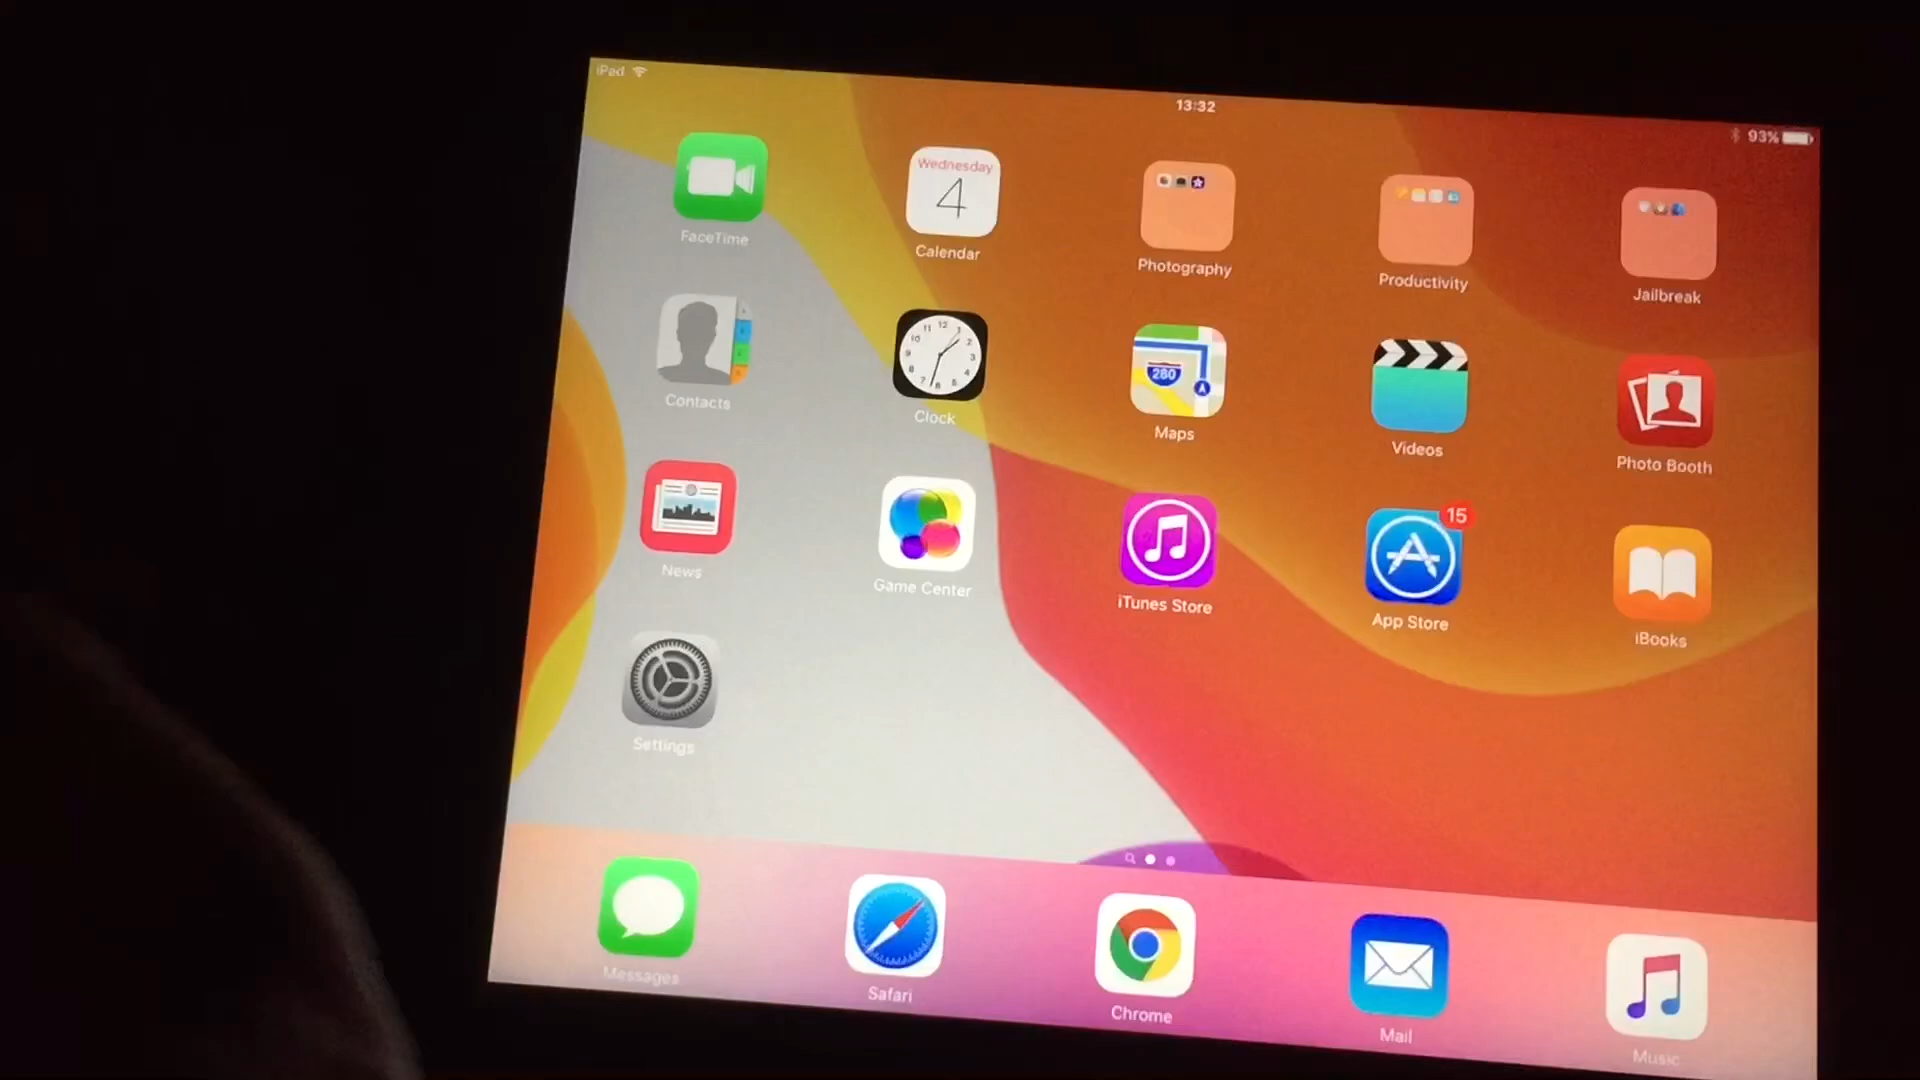 iPad
13:32
93%
FaceTime
Wednesday
4
Calendar
Photography
Productivity
Jailbreak
Contacts
Clock
280
Maps
Videos
Photo Booth
News
Game Center
iTunes Store
15
App Store
iBooks
Settings
Messages
Safari
Chrome
Mail
Music